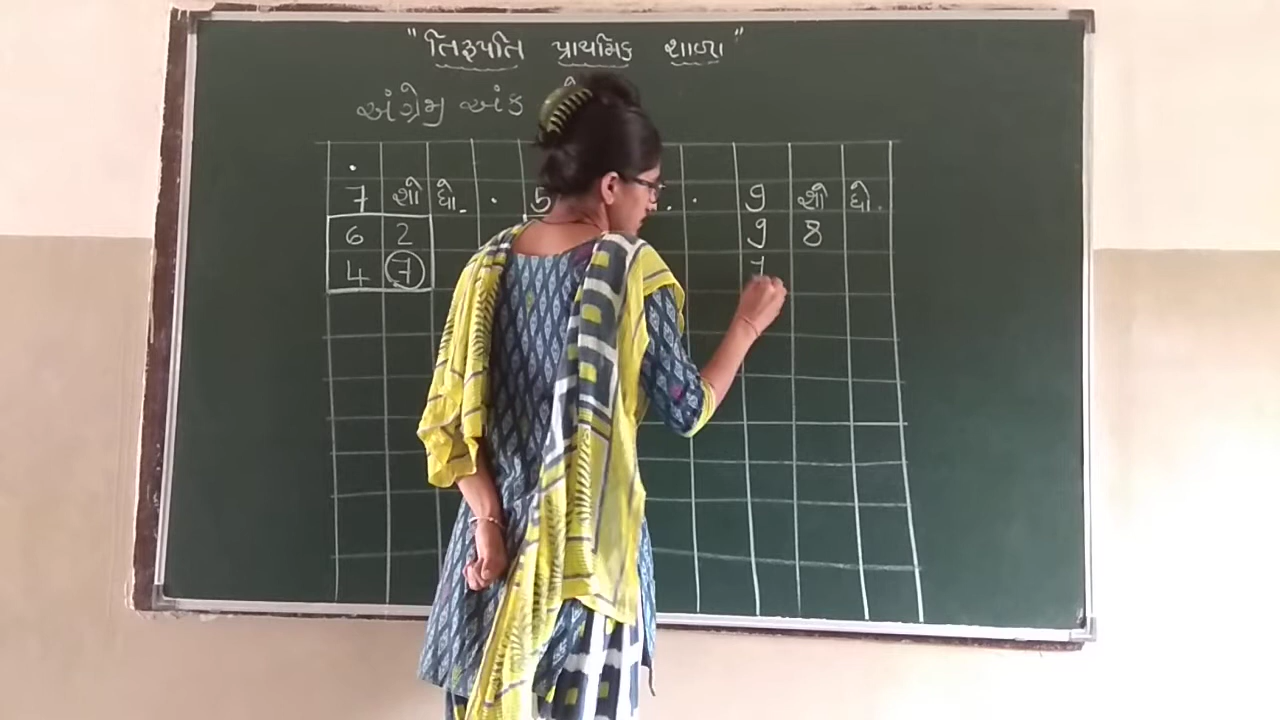 "તિરૂપતિ પ્રાથમિક શાળા"
અંગ્રેજી અંક
7 શો ધો. . 5 . . 9 શો ધો.
6 2 9 8
4 7 7